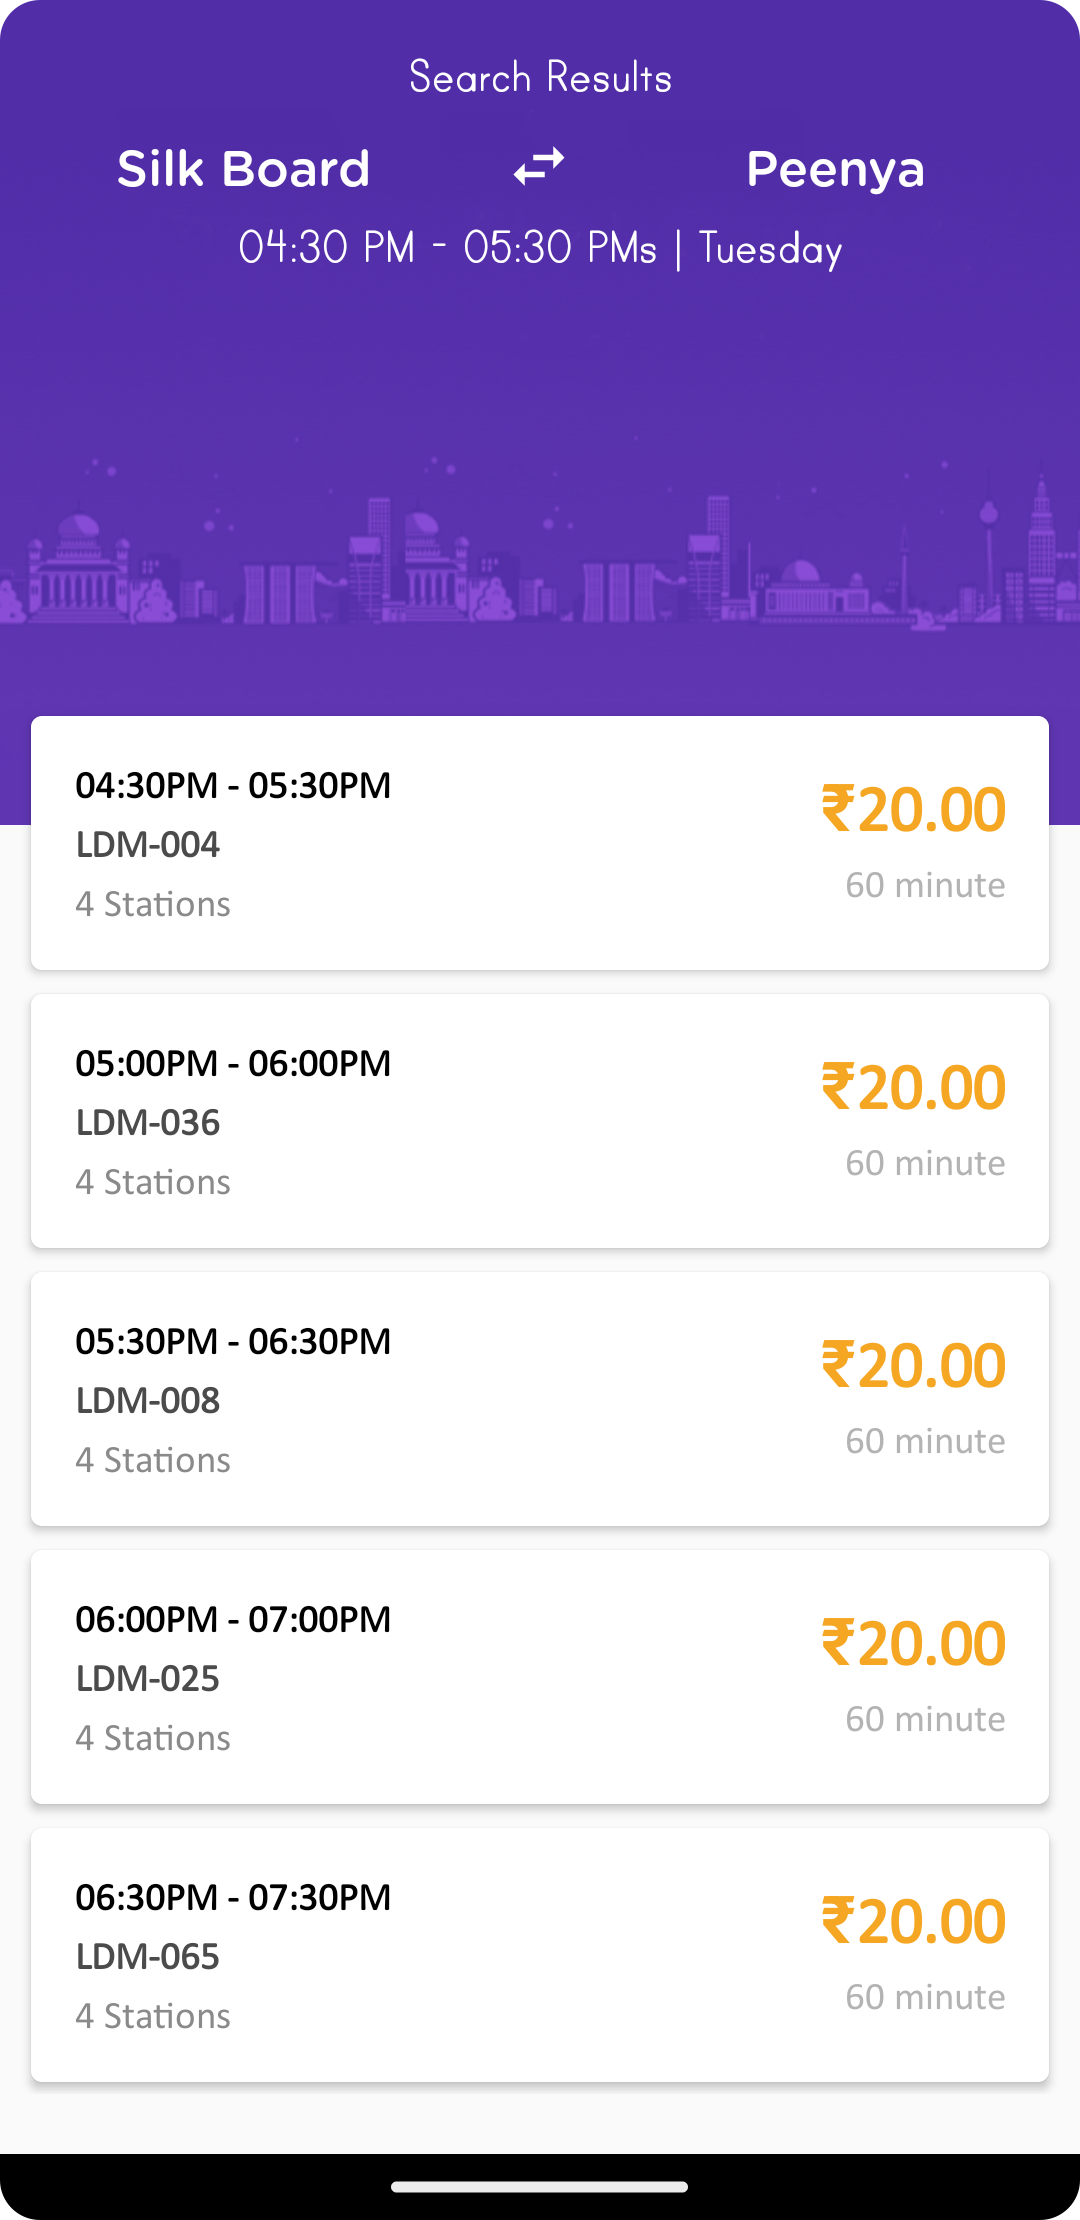 Search Results
Silk Board Peenya
04:30 PM - 05:30 PMs | Tuesday
04:30PM - 05:30PM
LDM-004
4 Stations
₹20.00
60 minute
05:00PM - 06:00PM
LDM-036
4 Stations
₹20.00
60 minute
05:30PM - 06:30PM
LDM-008
4 Stations
₹20.00
60 minute
06:00PM - 07:00PM
LDM-025
4 Stations
₹20.00
60 minute
06:30PM - 07:30PM
LDM-065
4 Stations
₹20.00
60 minute